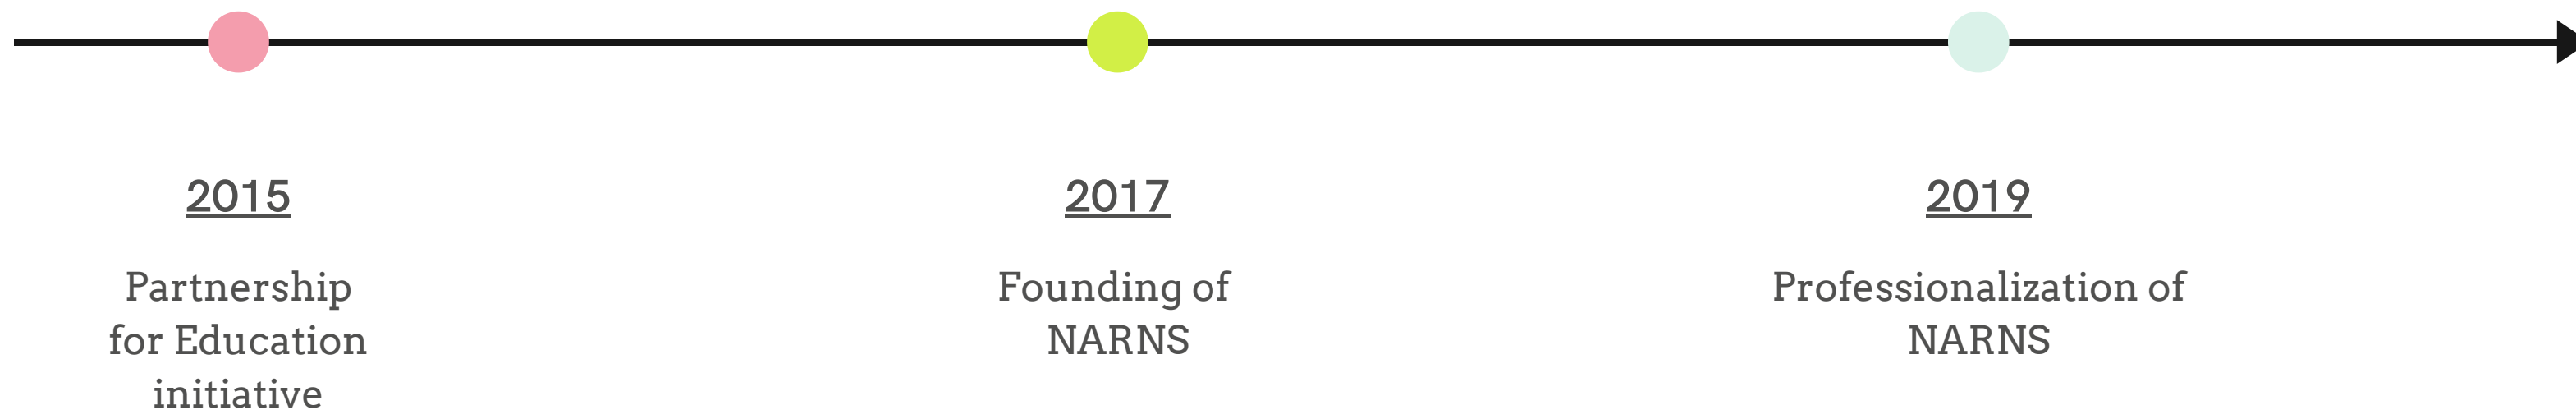 2015
Partnership
for Education
initiative
2017
Founding of
NARNS
2019
Professionalization of
NARNS